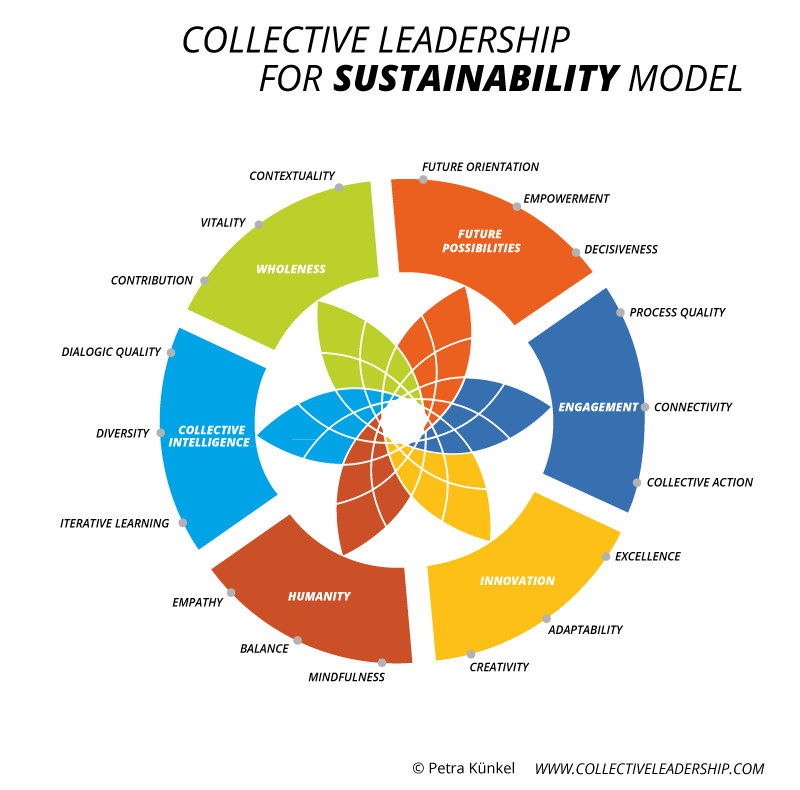 COLLECTIVE LEADERSHIP
FOR SUSTAINABILITY MODEL
FUTURE ORIENTATION
EMPOWERMENT
DECISIVENESS
FUTURE
POSSIBILITIES
PROCESS QUALITY
CONNECTIVITY
COLLECTIVE ACTION
ENGAGEMENT
EXCELLENCE
ADAPTABILITY
CREATIVITY
INNOVATION
MINDFULNESS
BALANCE
EMPATHY
HUMANITY
ITERATIVE LEARNING
DIVERSITY
DIALOGIC QUALITY
COLLECTIVE
INTELLIGENCE
CONTRIBUTION
VITALITY
CONTEXTUALITY
WHOLENESS
© Petra Künkel WWW.COLLECTIVELEADERSHIP.COM